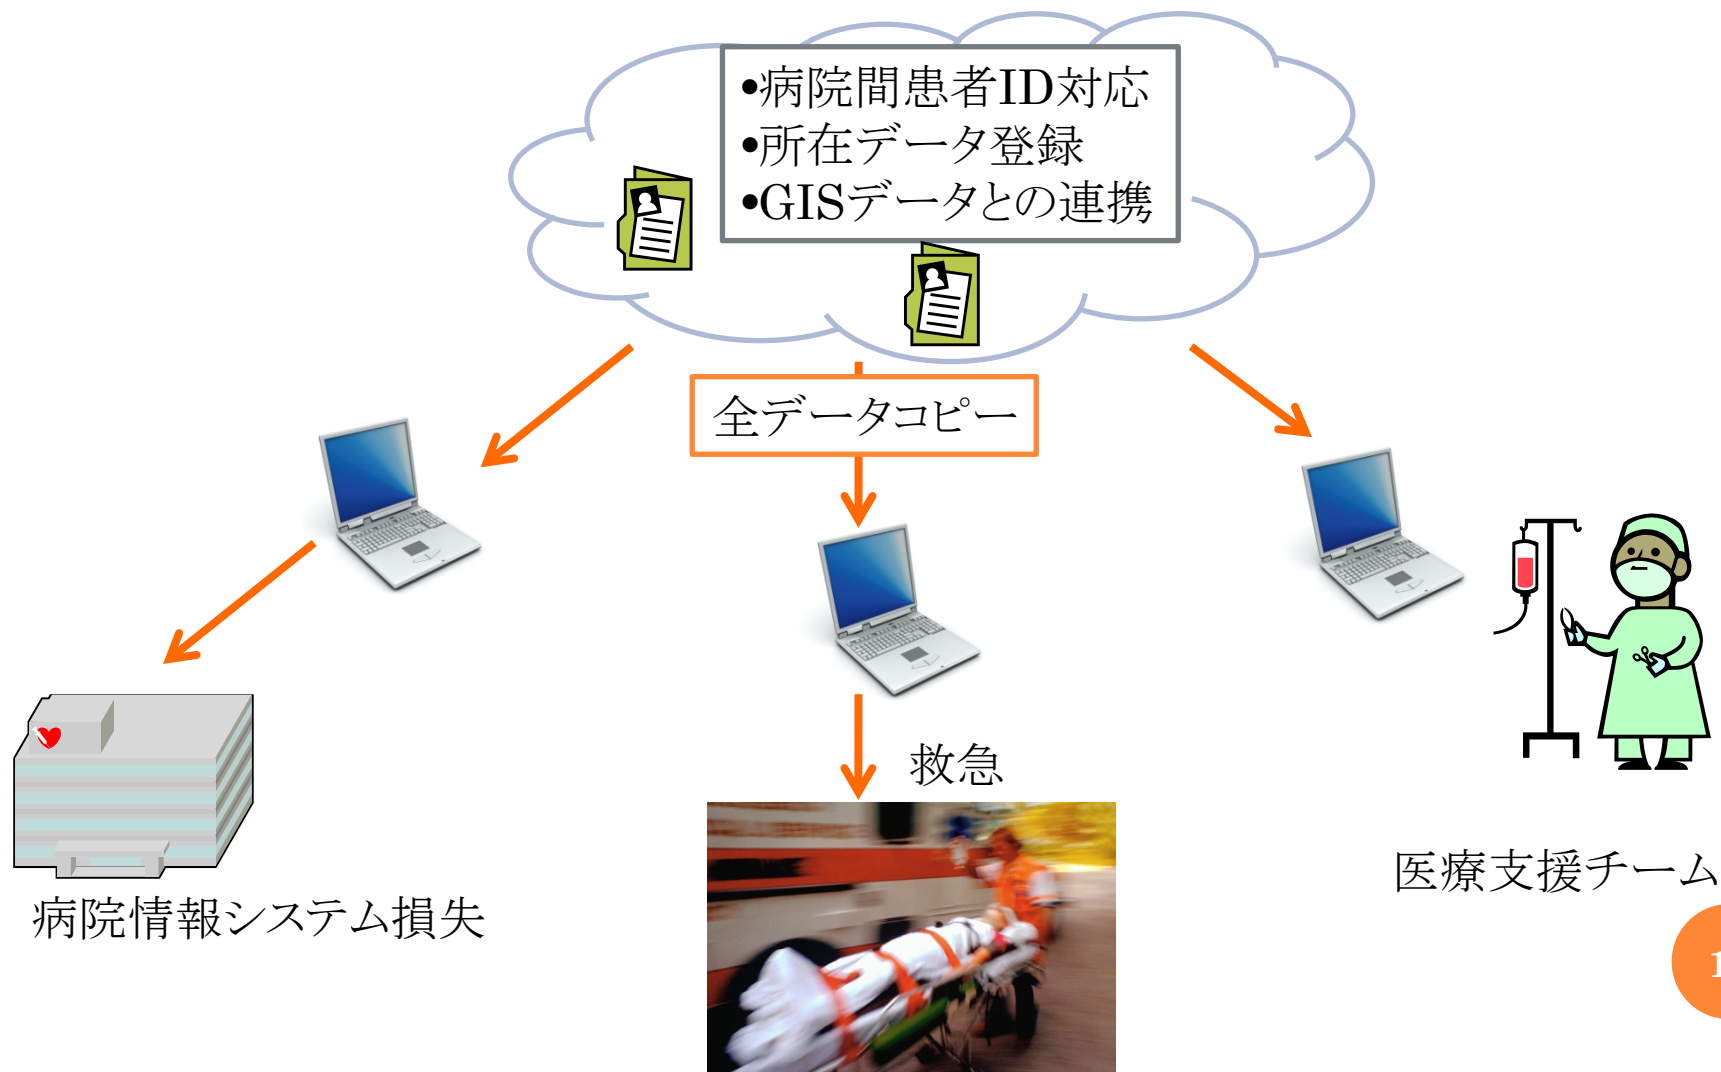 •病院間患者ID対応
•所在データ登録
•GISデータとの連携
全データコピー
救急
医療支援チーム
病院情報システム損失